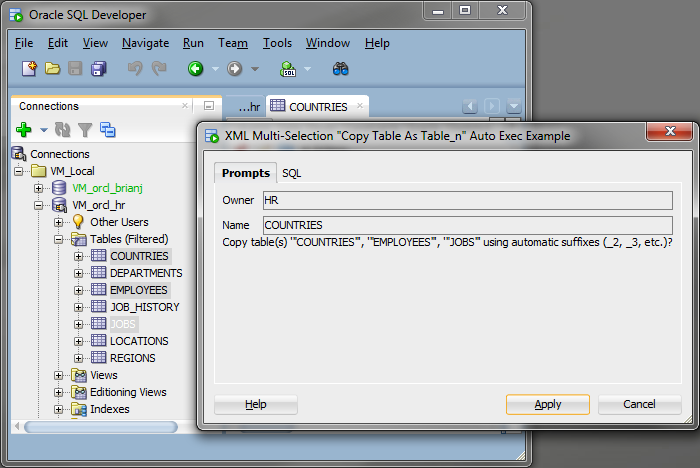 Oracle SQL Developer
File Edit View Navigate Run Team Tools Window Help
SQL
Connections
...hr
COUNTRIES
Connections
VM_Local
VM_orcl_brianj
VM_orcl_hr
Other Users
Tables (Filtered)
COUNTRIES
DEPARTMENTS
EMPLOYEES
JOB_HISTORY
JOBS
LOCATIONS
REGIONS
Views
Editioning Views
Indexes
XML Multi-Selection "Copy Table As Table_n" Auto Exec Example
Prompts SQL
Owner HR
Name COUNTRIES
Copy table(s) '"COUNTRIES"', '"EMPLOYEES"', '"JOBS"' using automatic suffixes (_2, _3, etc.)?
Help Apply Cancel